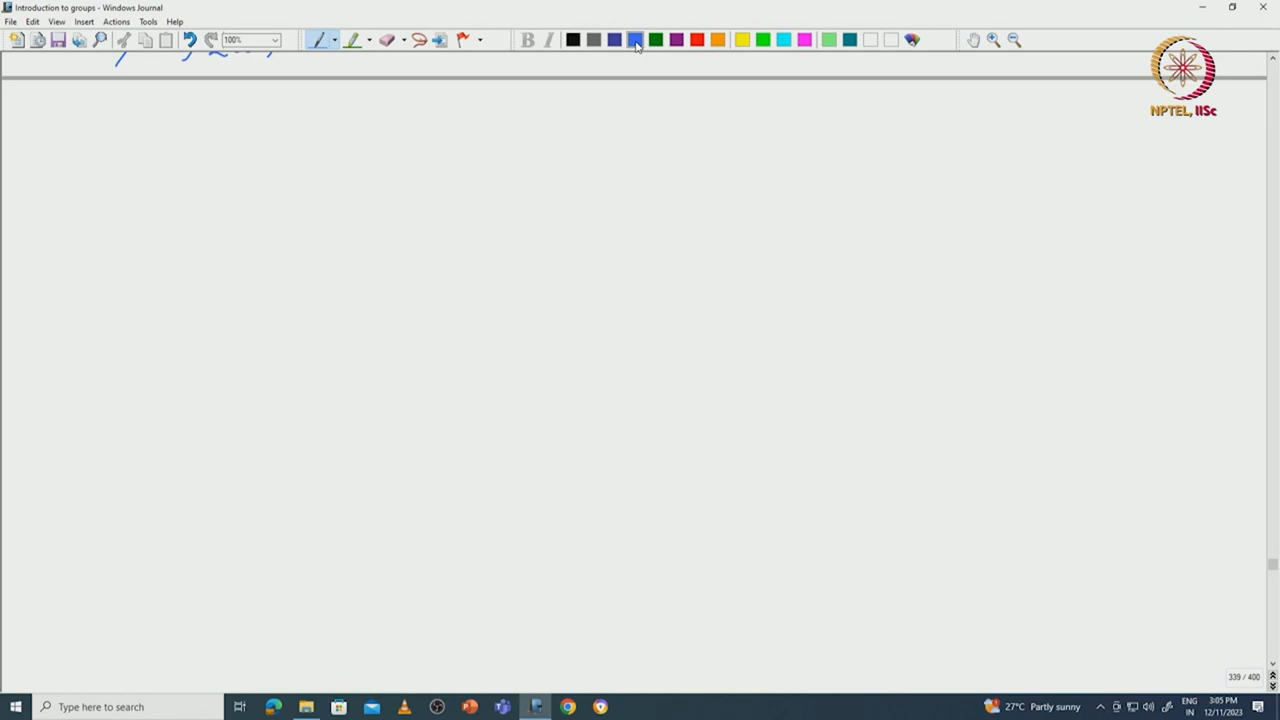 Introduction to groups - Windows Journal
File Edit View Insert Actions Tools Help
100%
B I
NPTEL, IISc
339 / 400
Type here to search
27°C Partly sunny
ENG
IN
3:05 PM
12/11/2023